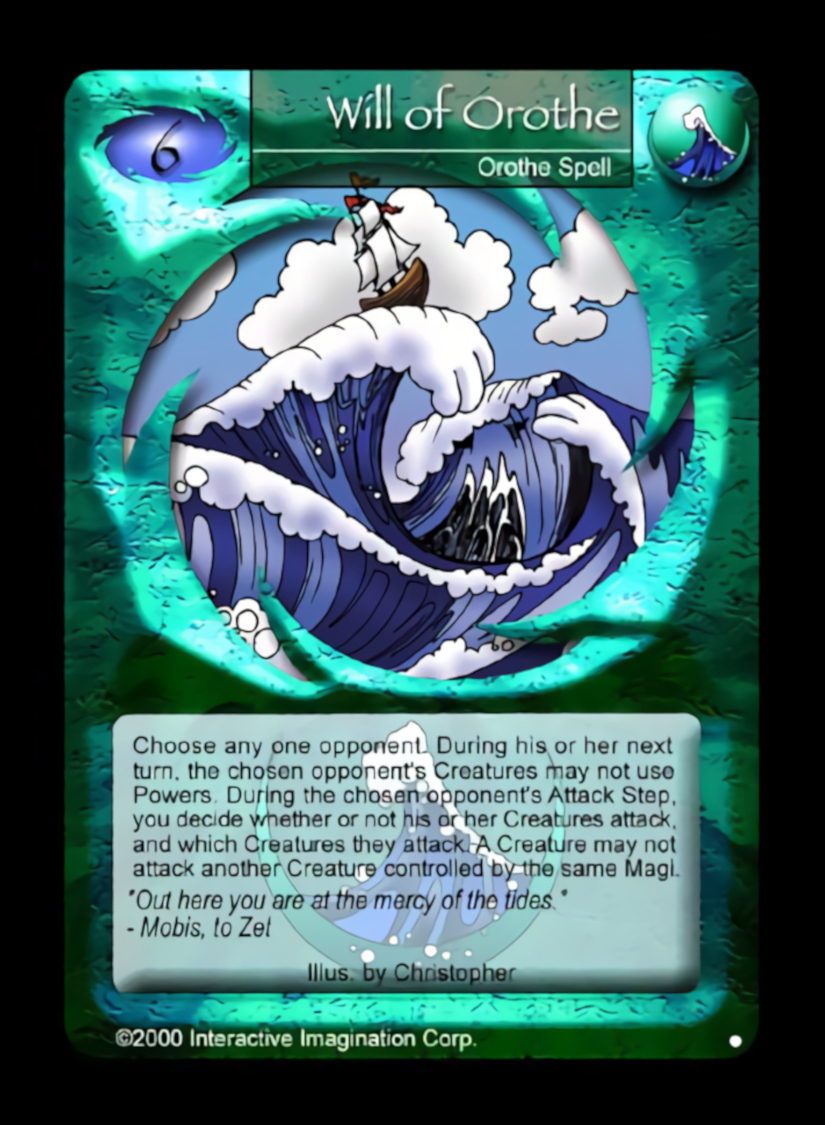 6
Will of Orothe
Orothe Spell
Choose any one opponent. During his or her next
turn, the chosen opponent's Creatures may not use
Powers. During the chosen opponent's Attack Step,
you decide whether or not his or her Creatures attack,
and which Creatures they attack. A Creature may not
attack another Creature controlled by the same Magi.
"Out here you are at the mercy of the tides."
- Mobis, to Zet
Illus. by Christopher
©2000 Interactive Imagination Corp.